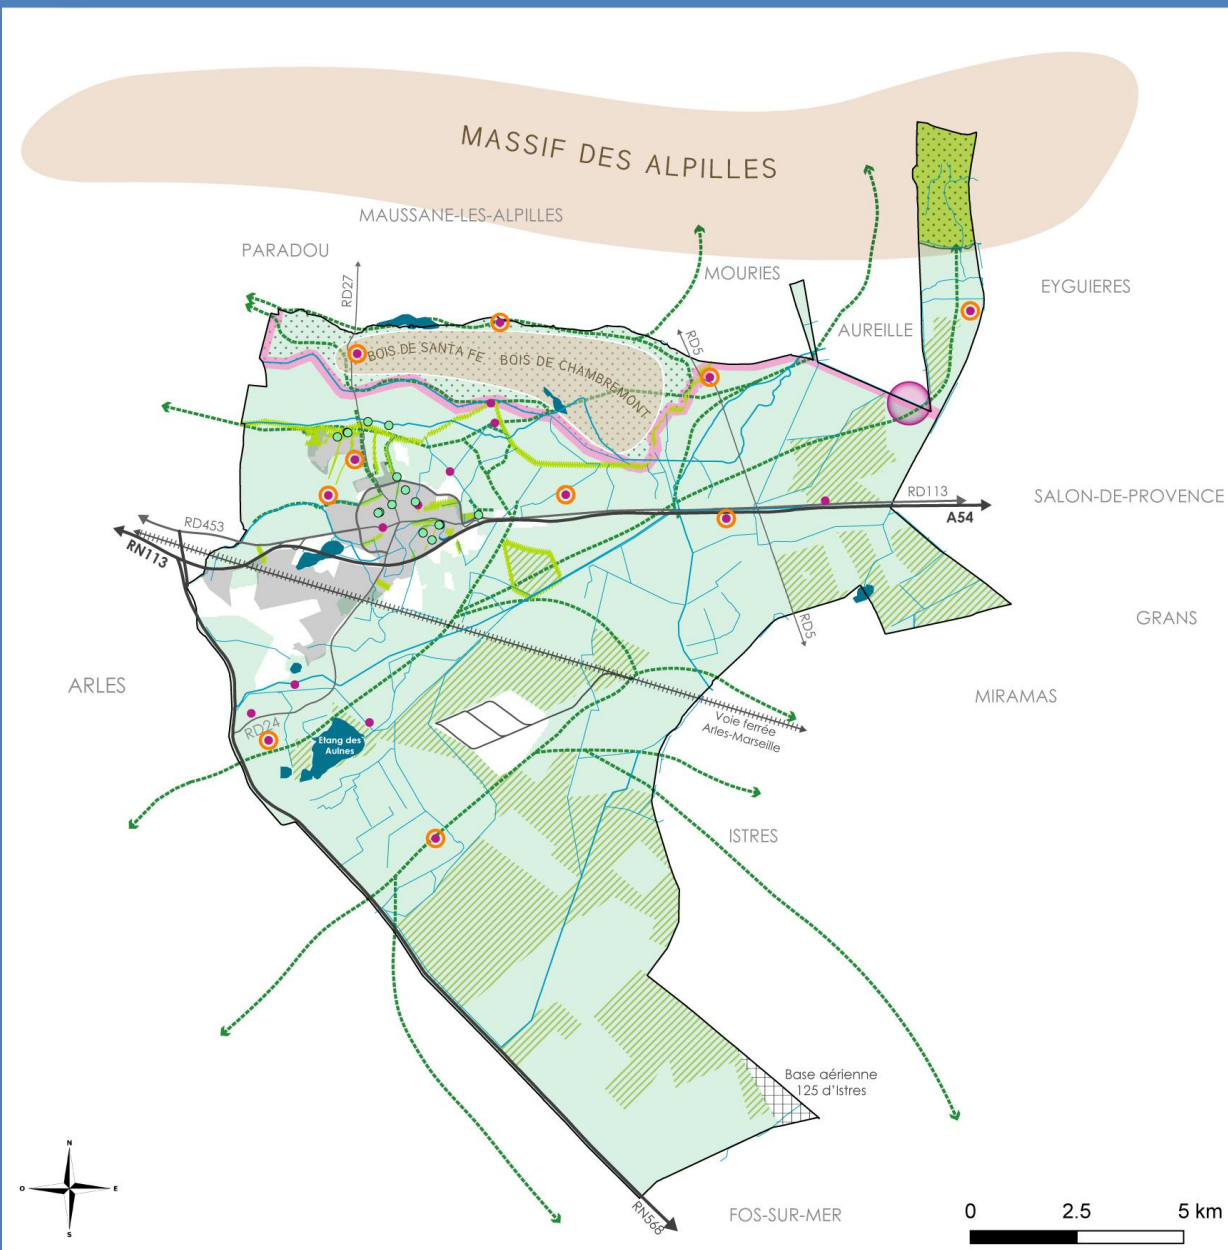 MASSIF DES ALPILLES
MAUSSANE-LES-ALPILLES
PARADOU
MOURIES
EYGUIERES
RD27
AUREILLE
RD5
BOIS DE SANTA FE
BOIS DE CHAMBREMONT
RD113
SALON-DE-PROVENCE
A54
RD453
RN113
GRANS
RD5
ARLES
MIRAMAS
RD24
Voie ferrée
Arles-Marseille
Etang des
Aulnes
ISTRES
Base aérienne
125 d'Istres
N
O
E
S
RN568
FOS-SUR-MER
0 2.5 5 km